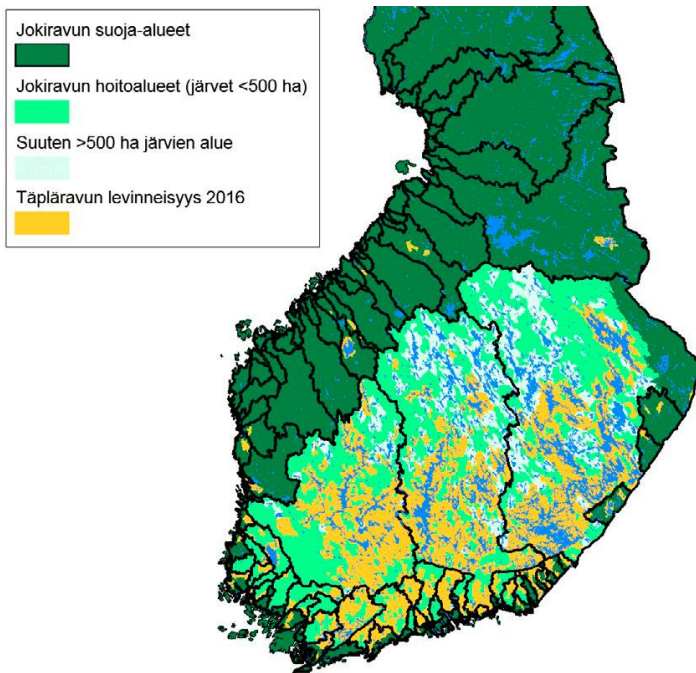 Jokiravun suoja-alueet
Jokiravun hoitoalueet (järvet <500 ha)
Suuten >500 ha järvien alue
Täpläravun levinneisyys 2016